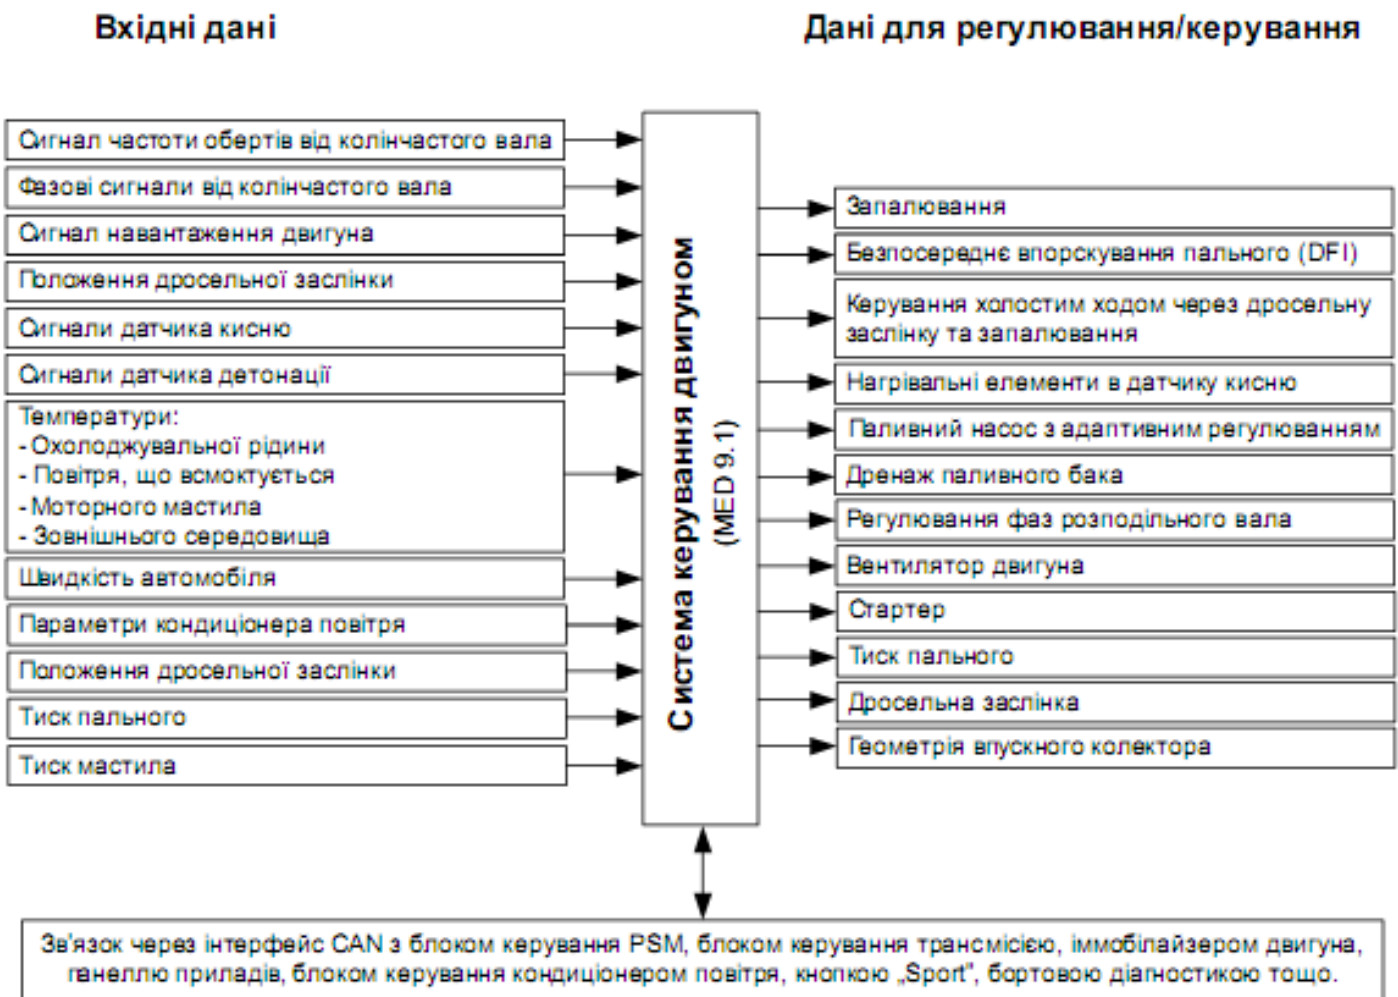 Вхідні дані
Дані для регулювання/керування
Сигнал частоти обертів від колінчастого вала
Фазові сигнали від колінчастого вала
Сигнал навантаження двигуна
Положення дросельної заслінки
Сигнали датчика кисню
Сигнали датчика детонації
Температури:
- Охолоджувальної рідини
- Повітря, що всмоктується
- Моторного мастила
- Зовнішнього середовища
Швидкість автомобіля
Параметри кондиціонера повітря
Положення дросельної заслінки
Тиск пального
Тиск мастила
Система керування двигуном
(MED 9.1)
Запалювання
Безпосереднє впорскування пального (DFI)
Керування холостим ходом через дросельну
заслінку та запалювання
Нагрівальні елементи в датчику кисню
Паливний насос з адаптивним регулюванням
Дренаж паливного бака
Регулювання фаз розподільного вала
Вентилятор двигуна
Стартер
Тиск пального
Дросельна заслінка
Геометрія впускного колектора
Зв'язок через інтерфейс CAN з блоком керування PSM, блоком керування трансмісією, іммобілайзером двигуна,
панеллю приладів, блоком керування кондиціонером повітря, кнопкою „Sport", бортовою діагностикою тощо.